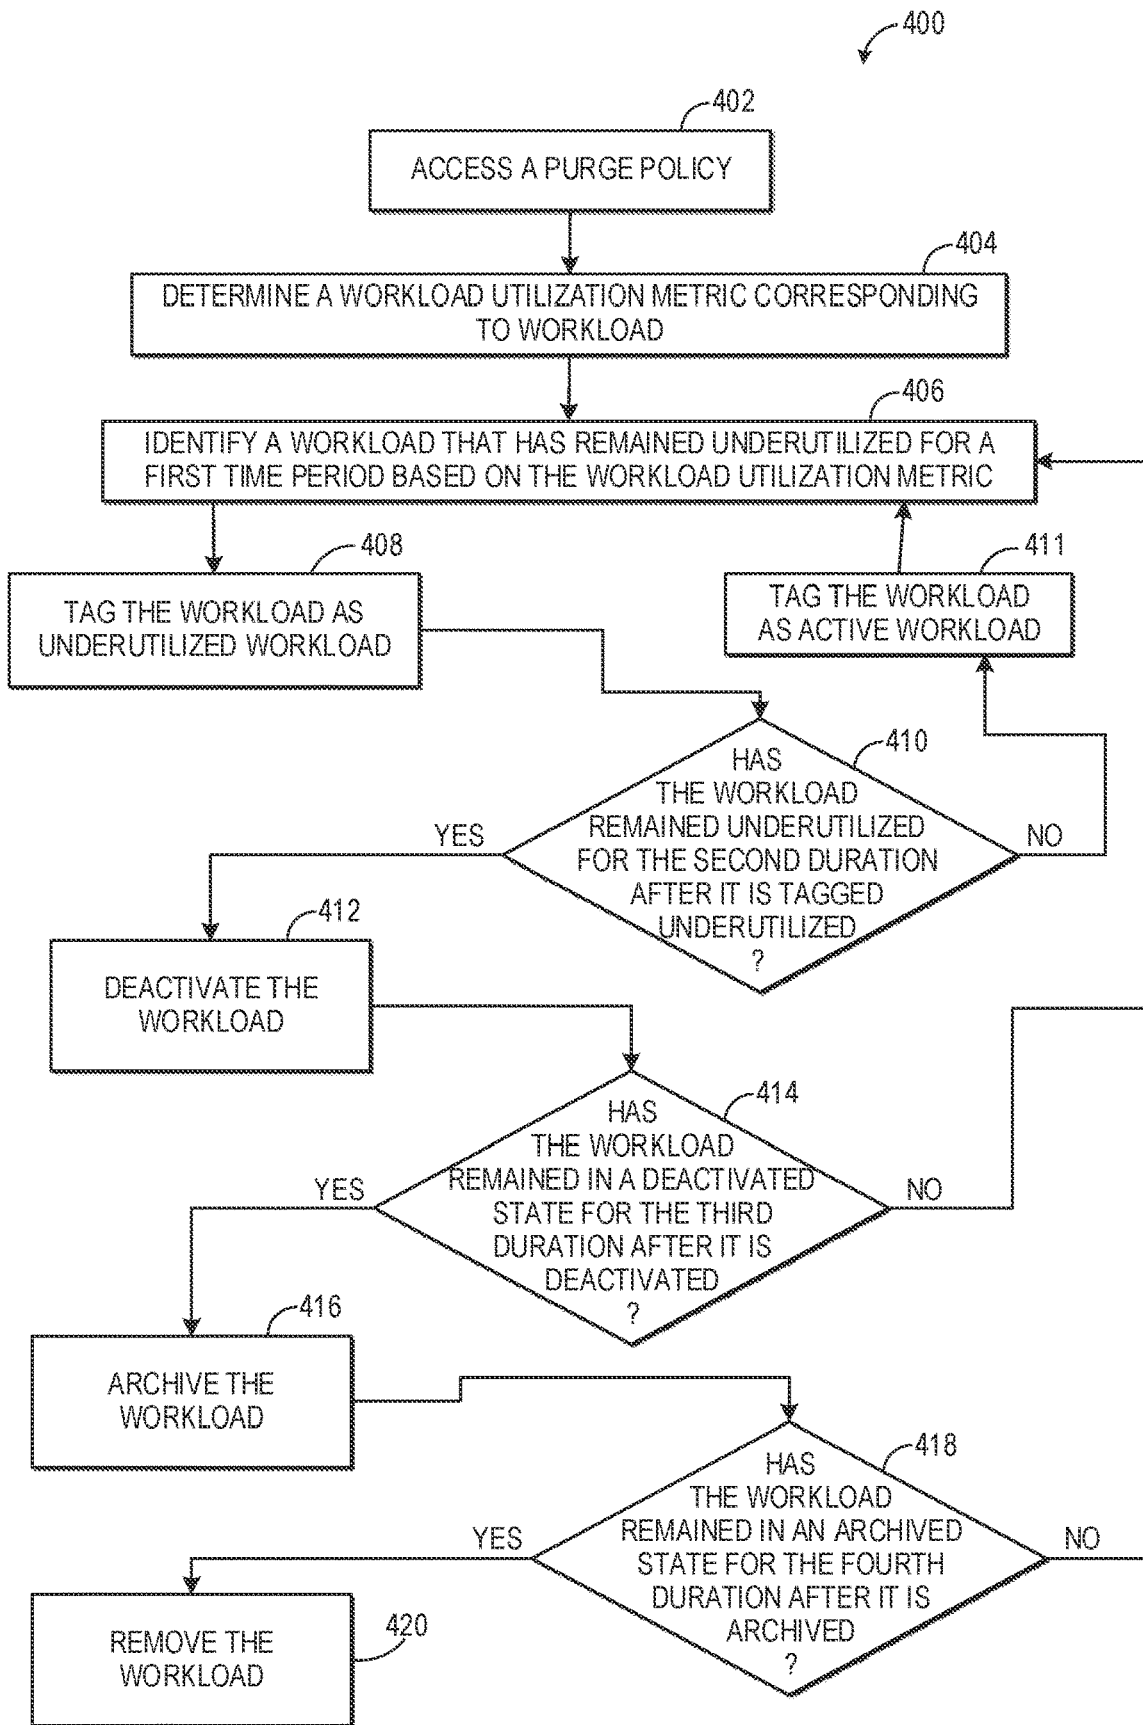 400
402
ACCESS A PURGE POLICY
404
DETERMINE A WORKLOAD UTILIZATION METRIC CORRESPONDING
TO WORKLOAD
406
IDENTIFY A WORKLOAD THAT HAS REMAINED UNDERUTILIZED FOR A
FIRST TIME PERIOD BASED ON THE WORKLOAD UTILIZATION METRIC
408
TAG THE WORKLOAD AS
UNDERUTILIZED WORKLOAD
411
TAG THE WORKLOAD
AS ACTIVE WORKLOAD
410
HAS
THE WORKLOAD
REMAINED UNDERUTILIZED
FOR THE SECOND DURATION
AFTER IT IS TAGGED
UNDERUTILIZED
?
YES
NO
412
DEACTIVATE THE
WORKLOAD
414
HAS
THE WORKLOAD
REMAINED IN A DEACTIVATED
STATE FOR THE THIRD
DURATION AFTER IT IS
DEACTIVATED
?
YES
NO
416
ARCHIVE THE
WORKLOAD
418
HAS
THE WORKLOAD
REMAINED IN AN ARCHIVED
STATE FOR THE FOURTH
DURATION AFTER IT IS
ARCHIVED
?
YES
NO
420
REMOVE THE
WORKLOAD